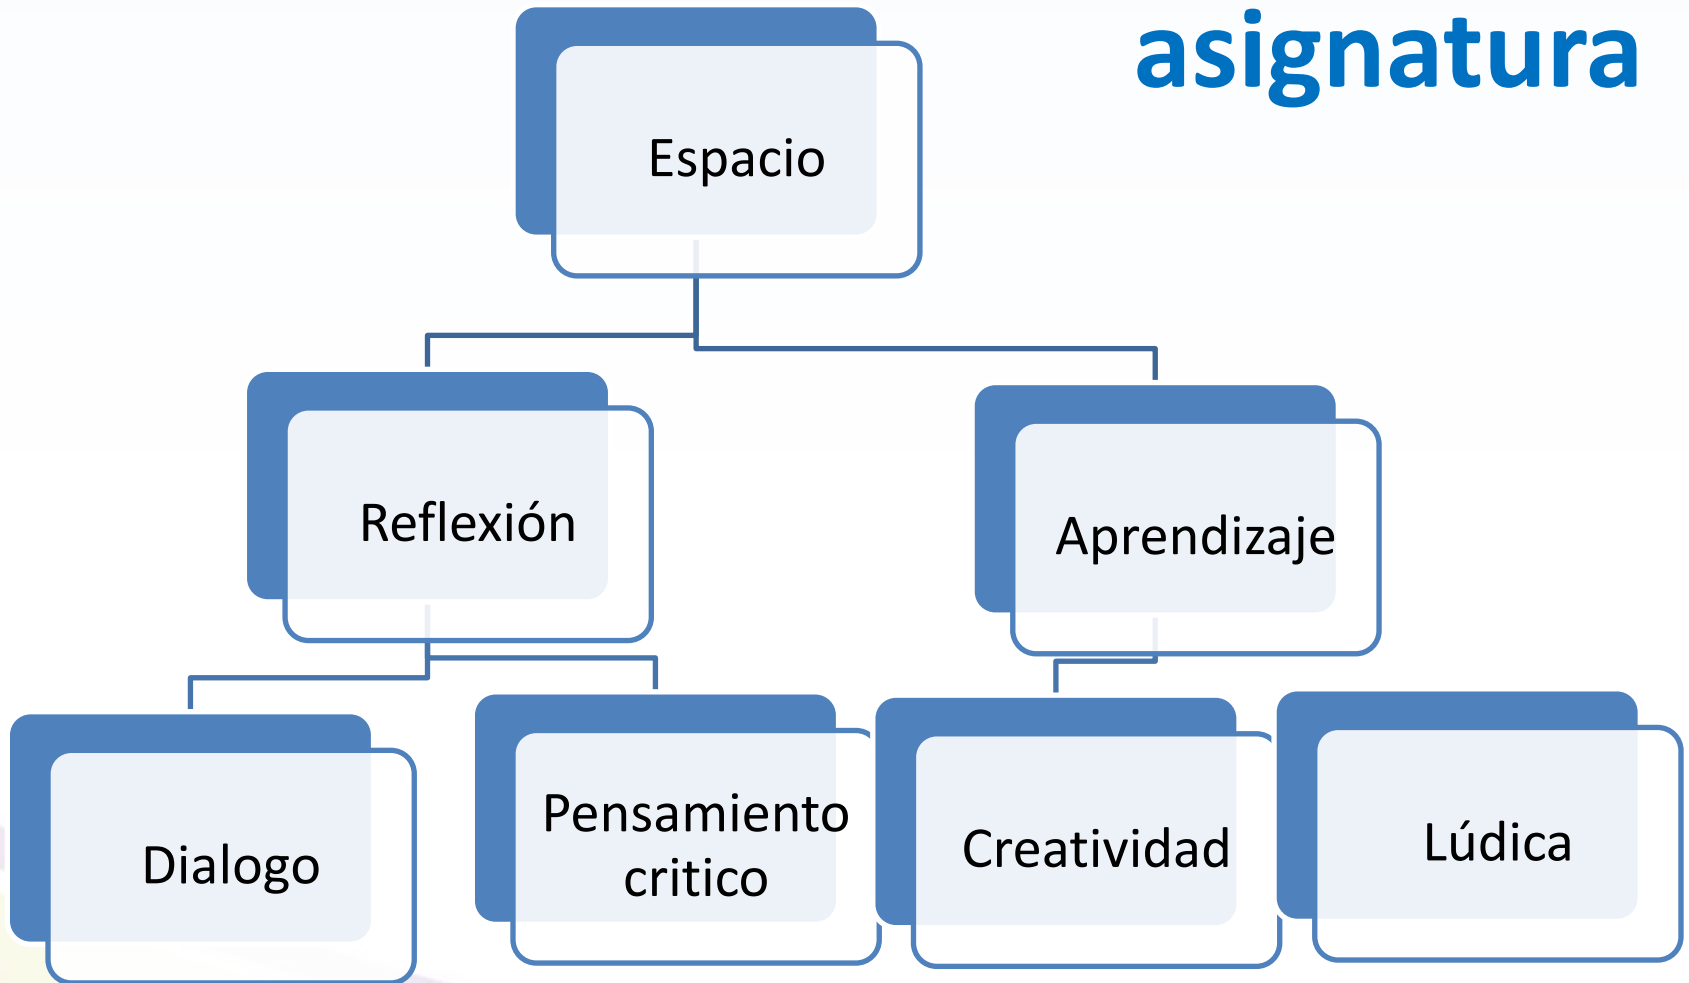 asignatura
Espacio
Reflexión
Aprendizaje
Dialogo
Pensamiento
critico
Creatividad
Lúdica